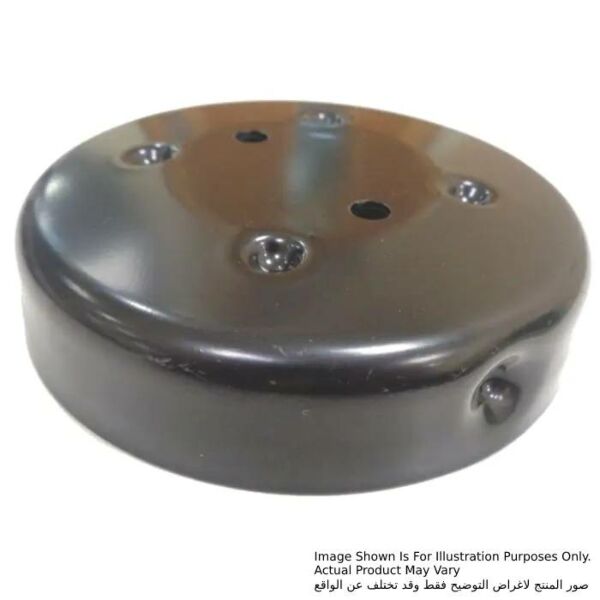 Image Shown Is For Illustration Purposes Only.
Actual Product May Vary
صور المنتج لاغراض التوضيح فقط وقد تختلف عن الواقع